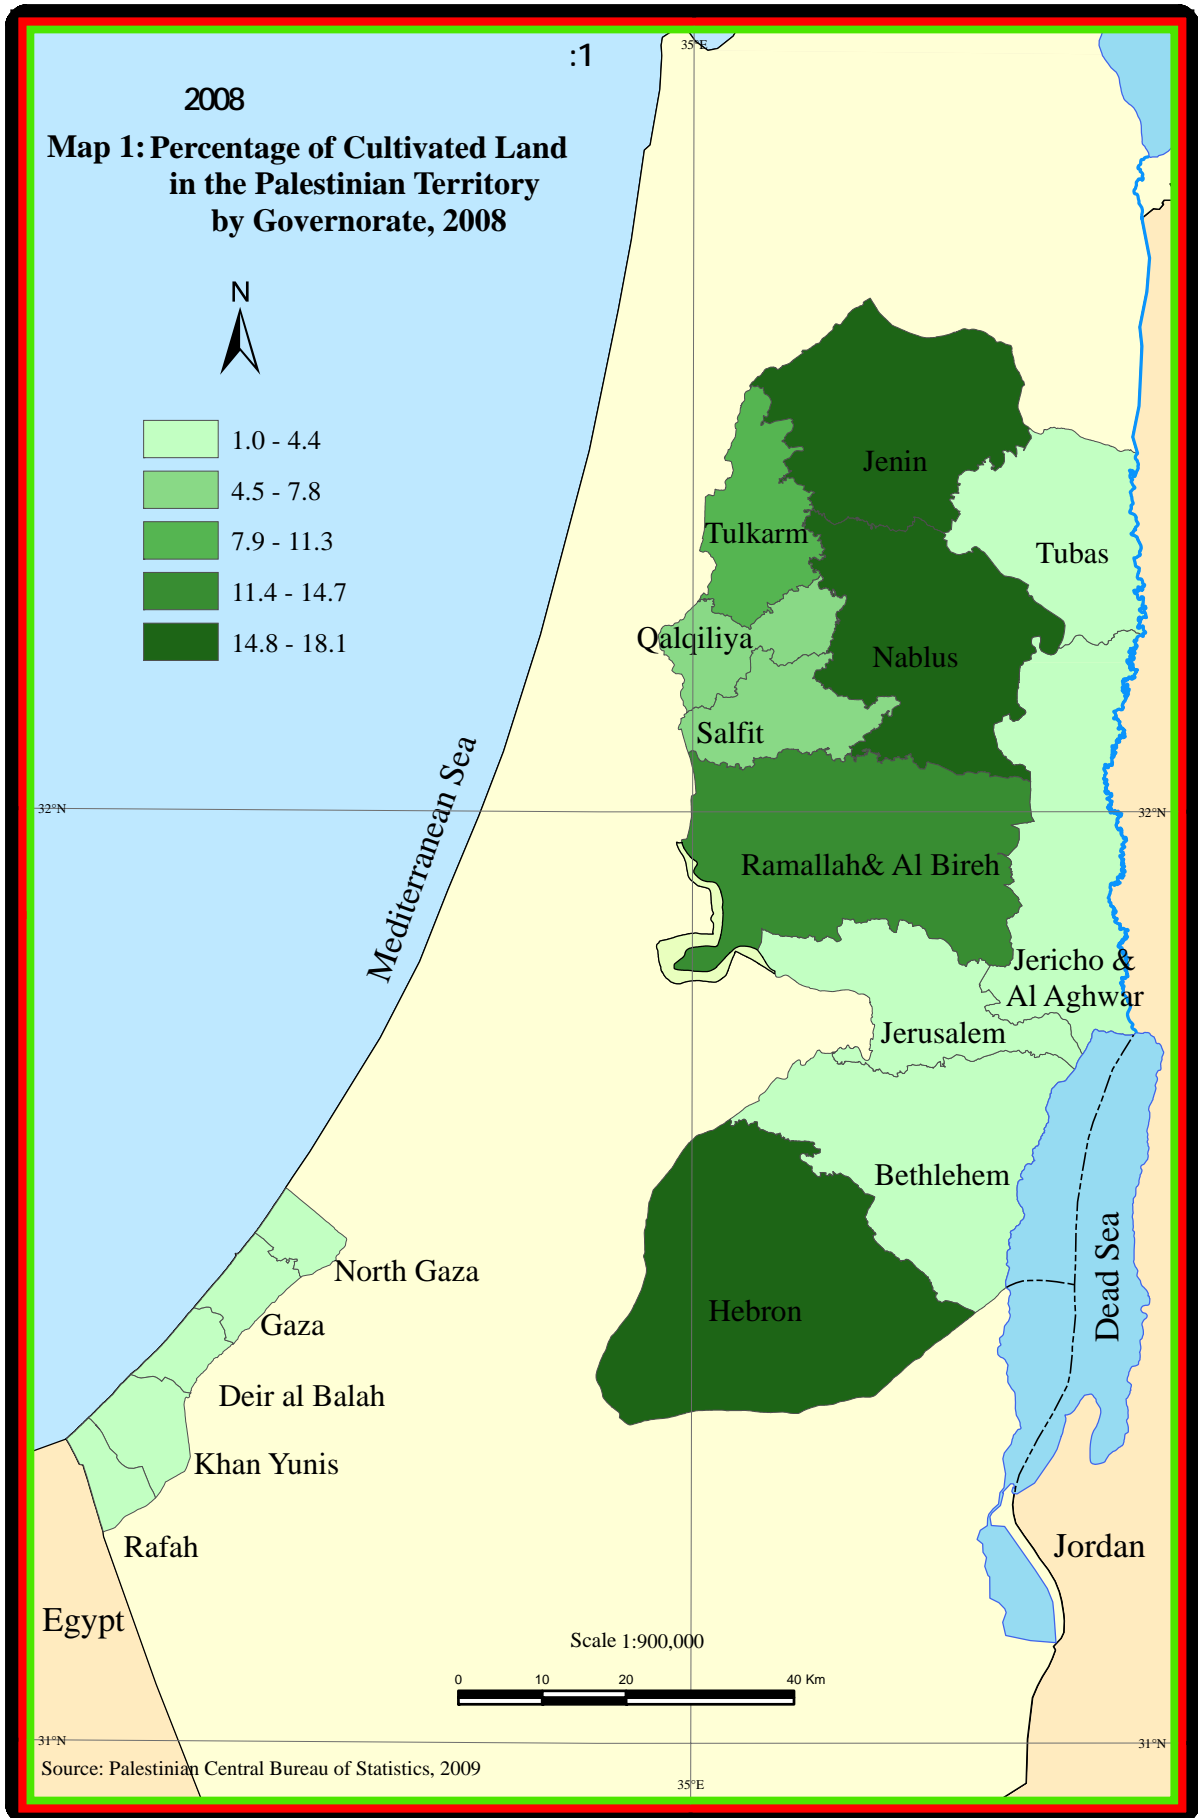 :1
2008
Map 1: Percentage of Cultivated Land
in the Palestinian Territory
by Governorate, 2008
N
1.0 - 4.4
4.5 - 7.8
7.9 - 11.3
11.4 - 14.7
14.8 - 18.1
35°E
Jenin
Tulkarm
Tubas
Qalqiliya
Nablus
Salfit
Mediterranean Sea
32°N
32°N
Ramallah& Al Bireh
Jericho &
Al Aghwar
Jerusalem
Bethlehem
Dead Sea
North Gaza
Hebron
Gaza
Deir al Balah
Khan Yunis
Rafah
Jordan
Egypt
Scale 1:900,000
0 10 20 40 Km
31°N
31°N
Source: Palestinian Central Bureau of Statistics, 2009
35°E